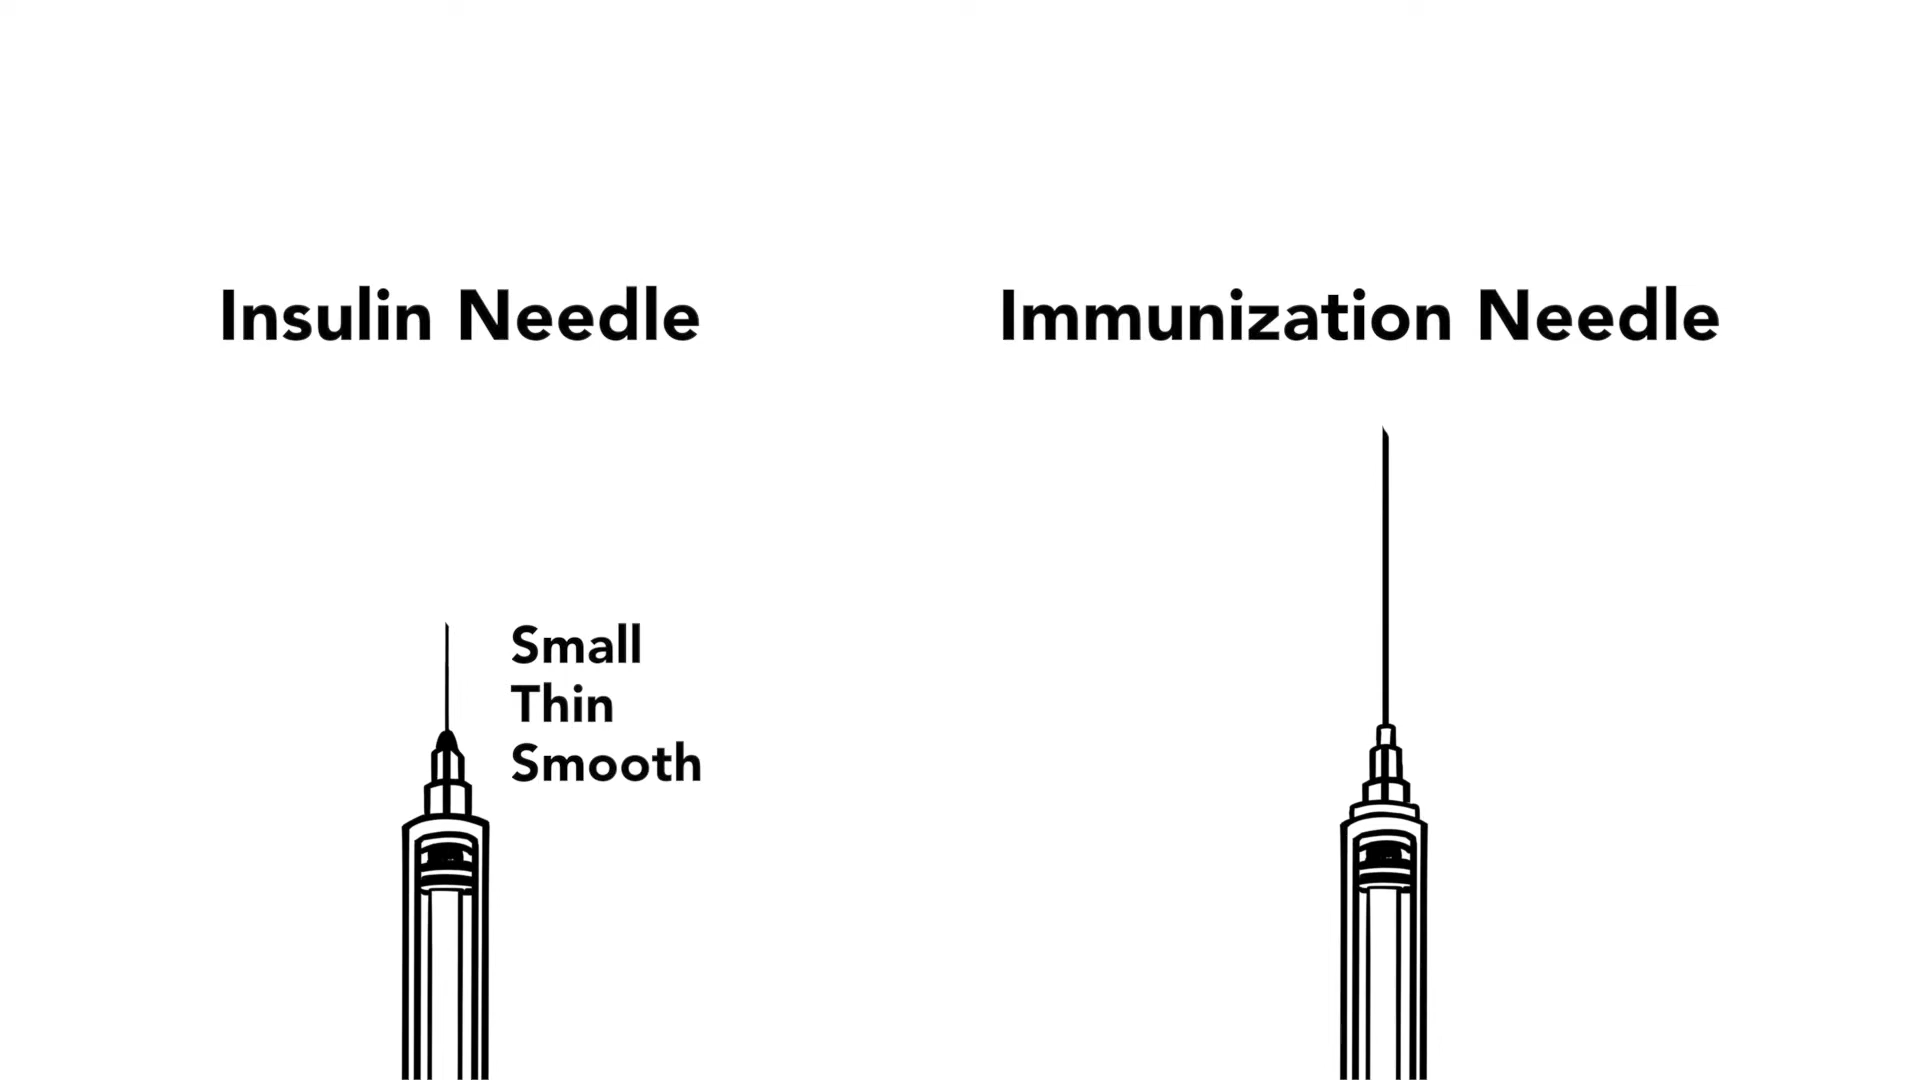 Insulin Needle
Immunization Needle
Small
Thin
Smooth